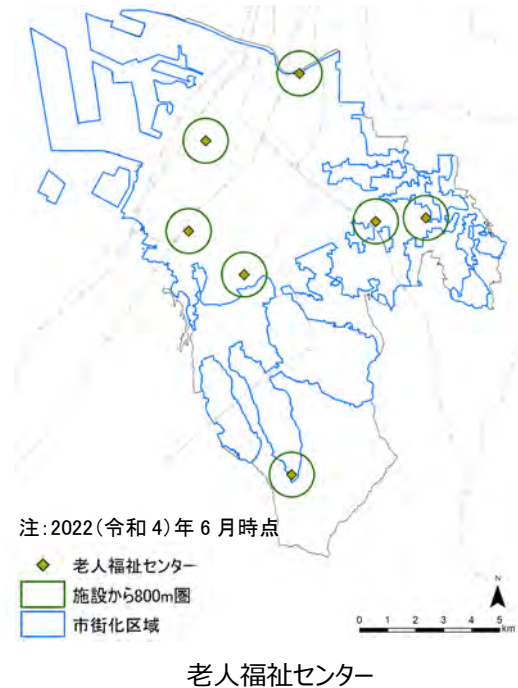 注:2022(令和4)年6月時点
老人福祉センター
施設から800m圏
市街化区域
N
0 1 2 3 4 5
km
老人福祉センター